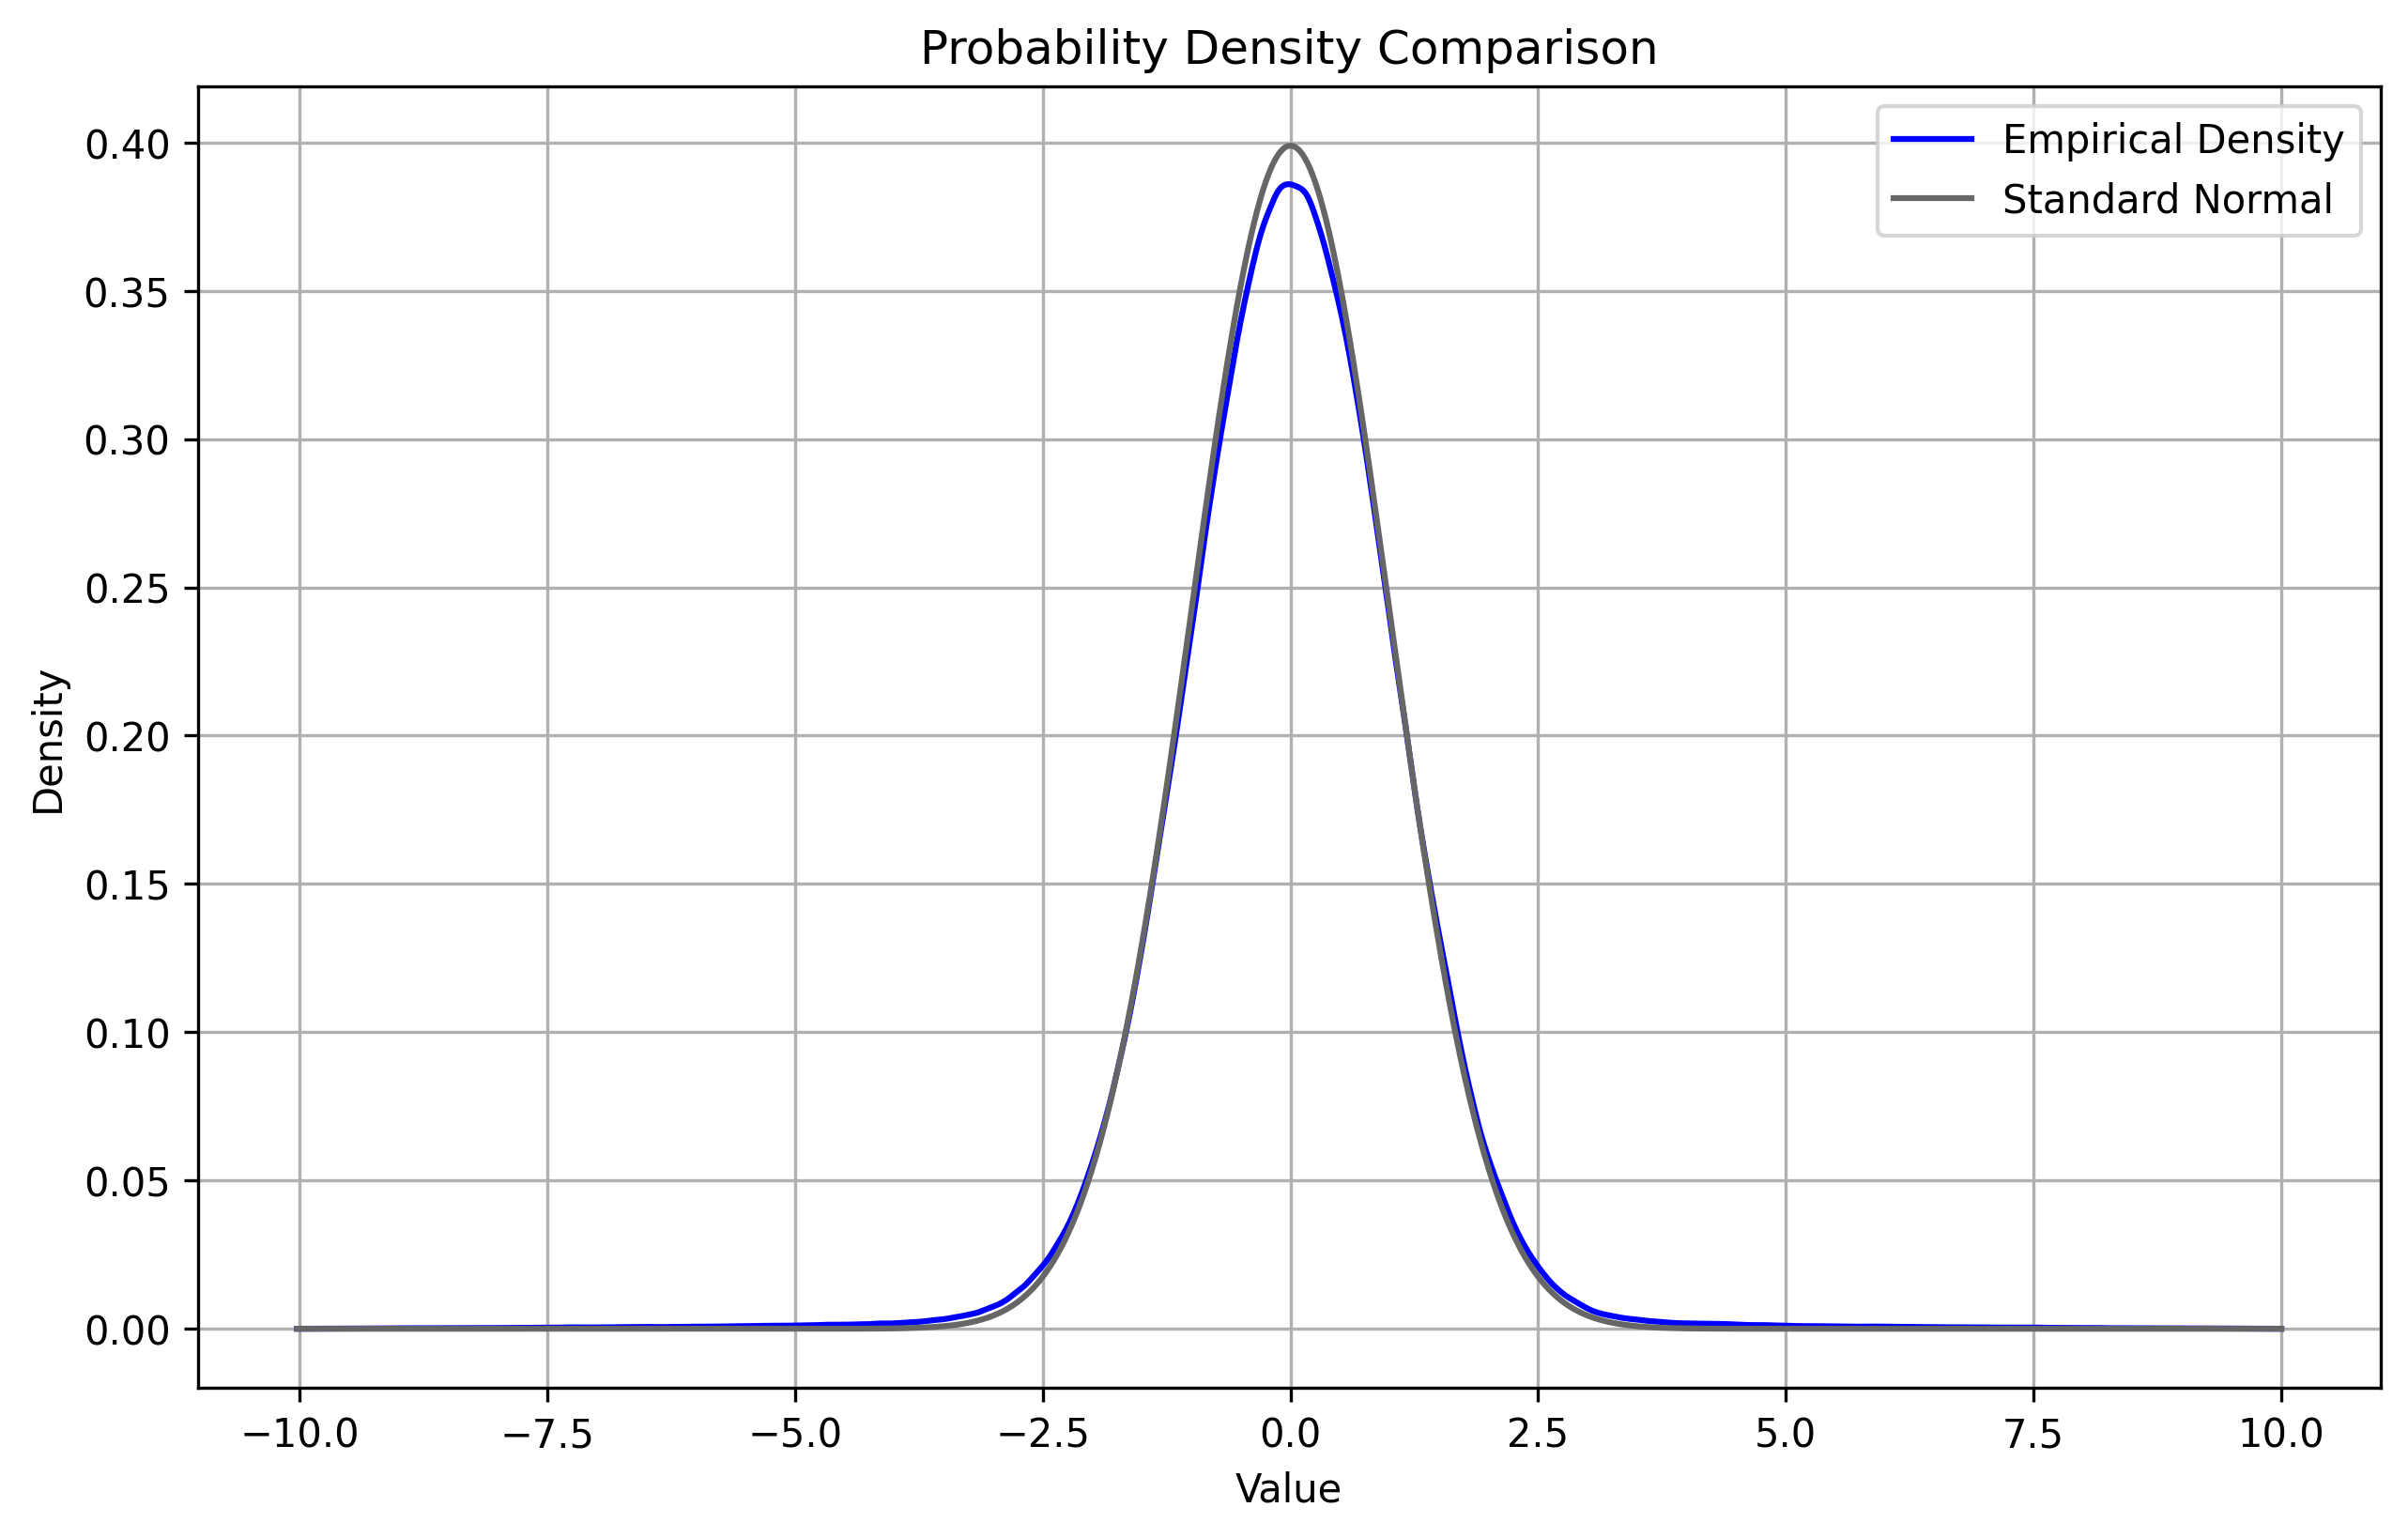 Probability Density Comparison
Empirical Density
Standard Normal
0.40
0.35
0.30
0.25
0.20
0.15
0.10
0.05
0.00
Density
−10.0 −7.5 −5.0 −2.5 0.0 2.5 5.0 7.5 10.0
Value